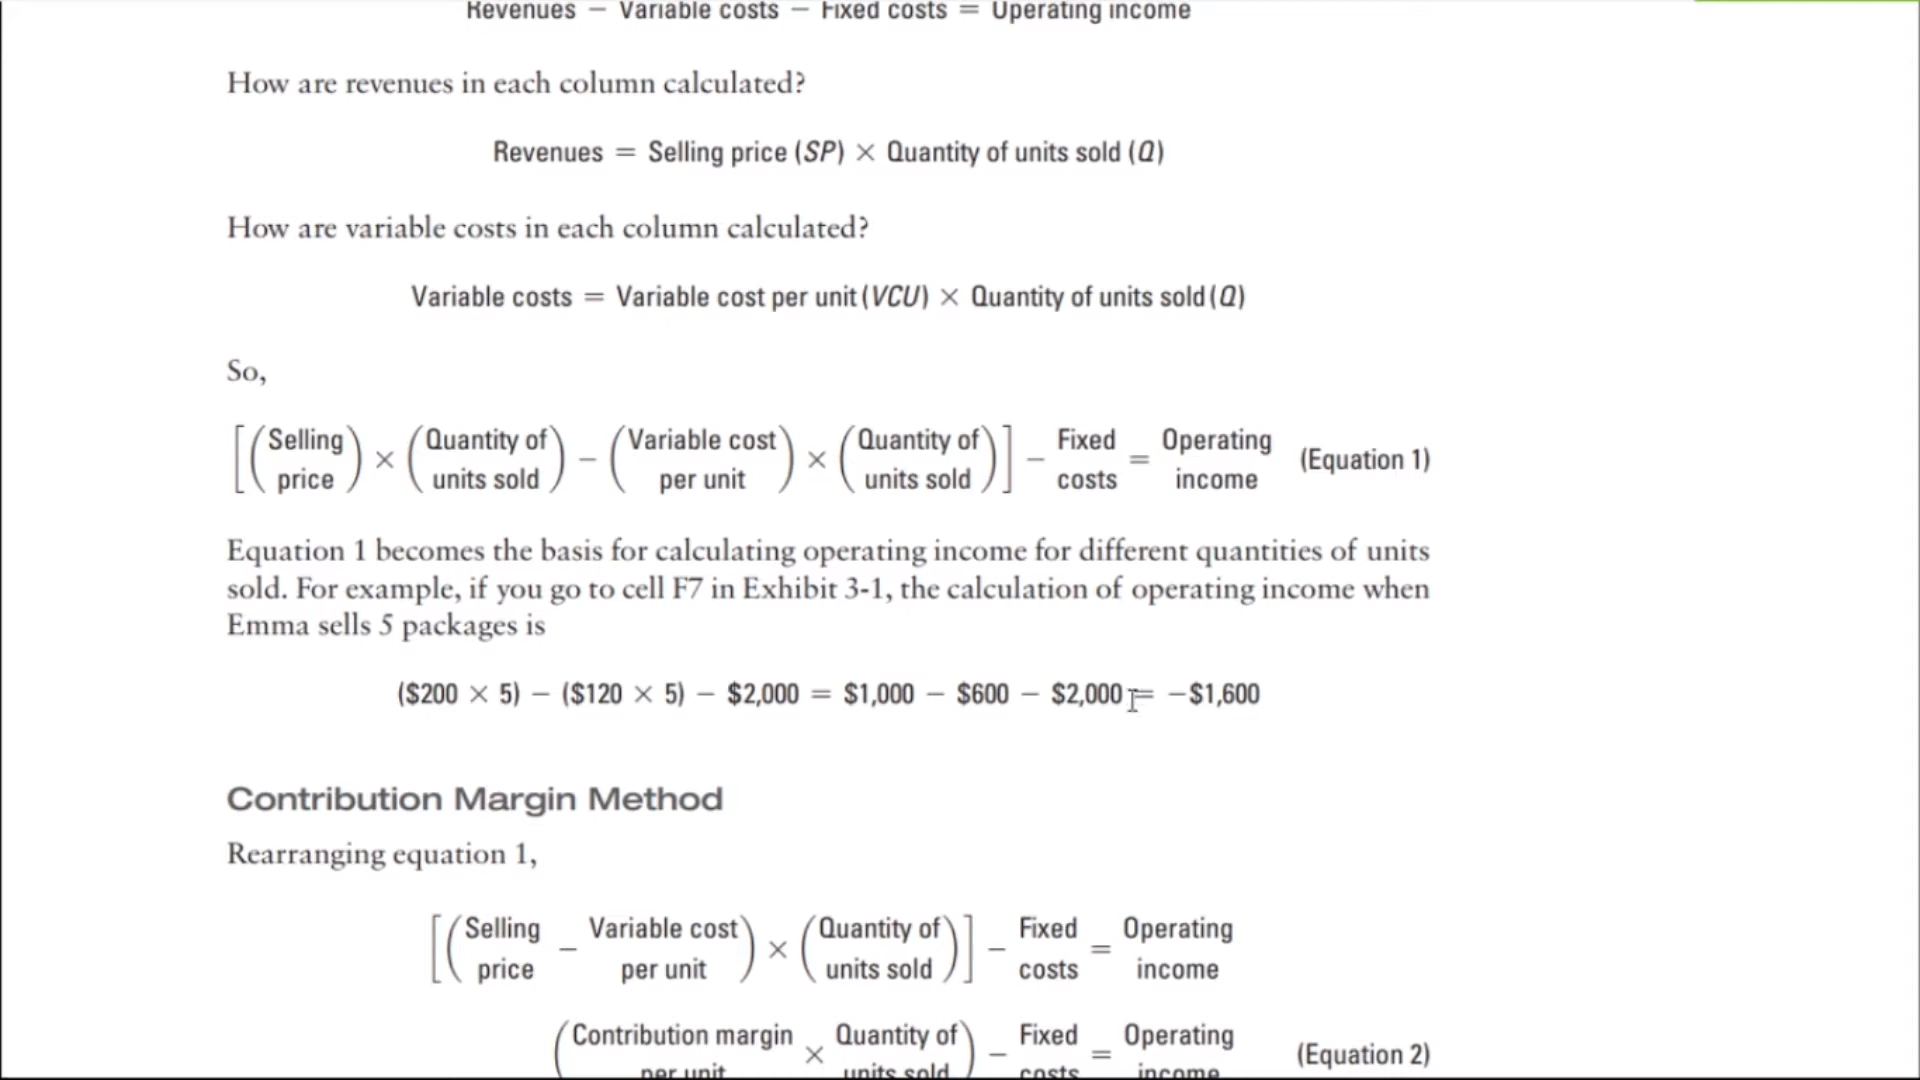 Revenues − Variable costs − Fixed costs = Operating income
How are revenues in each column calculated?
Revenues = Selling price (SP) × Quantity of units sold (Q)
How are variable costs in each column calculated?
Variable costs = Variable cost per unit (VCU) × Quantity of units sold (Q)
So,
[(Selling price) × (Quantity of units sold) − (Variable cost per unit) × (Quantity of units sold)] − Fixed costs = Operating income (Equation 1)
Equation 1 becomes the basis for calculating operating income for different quantities of units
sold. For example, if you go to cell F7 in Exhibit 3-1, the calculation of operating income when
Emma sells 5 packages is
($200 × 5) − ($120 × 5) − $2,000 = $1,000 − $600 − $2,000 = −$1,600
Contribution Margin Method
Rearranging equation 1,
[(Selling price − Variable cost per unit) × (Quantity of units sold)] − Fixed costs = Operating income
(Contribution margin per unit × Quantity of units sold) − Fixed costs = Operating income (Equation 2)